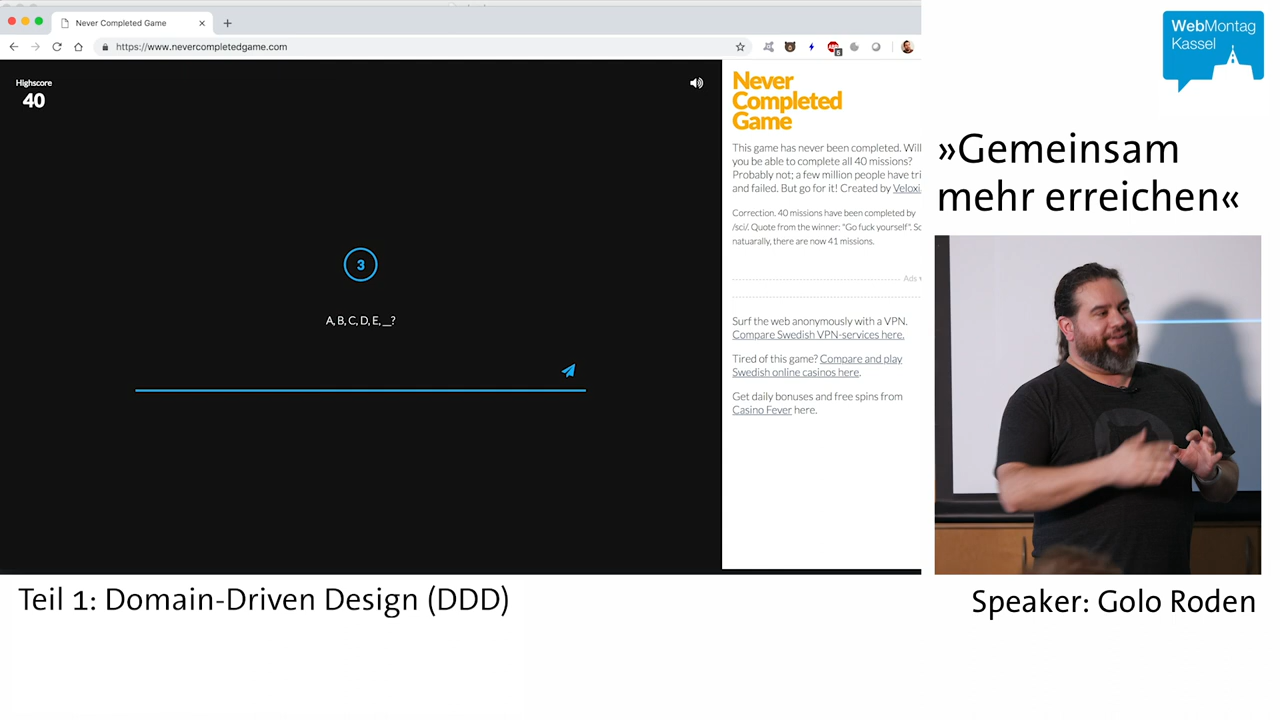 Never Completed Game
https://www.nevercompletedgame.com
Highscore
40
3
A, B, C, D, E, __?
Never
Completed
Game
This game has never been completed. Will
you be able to complete all 40 missions?
Probably not; a few million people have tri
and failed. But go for it! Created by Veloxi
Correction. 40 missions have been completed by
/sci/. Quote from the winner: "Go fuck yourself". So
natuarally, there are now 41 missions.
Ads
Surf the web anonymously with a VPN.
Compare Swedish VPN-services here.
Tired of this game? Compare and play
Swedish online casinos here.
Get daily bonuses and free spins from
Casino Fever here.
WebMontag
Kassel
»Gemeinsam
mehr erreichen«
Teil 1: Domain-Driven Design (DDD)
Speaker: Golo Roden